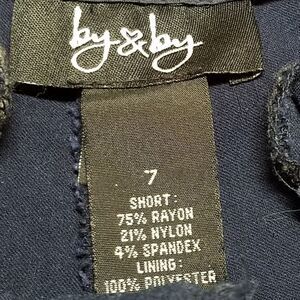 by & by
7
SHORT:
75% RAYON
21% NYLON
4% SPANDEX
LINING:
100% POLYESTER